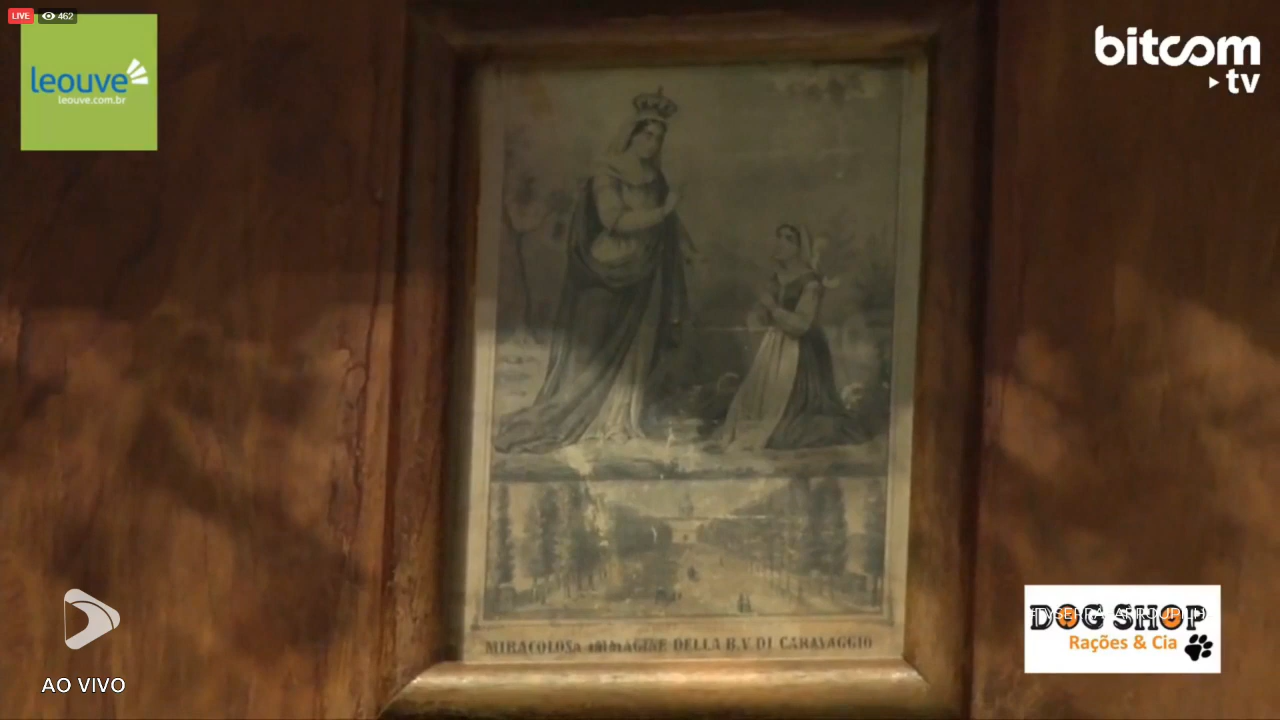 LIVE 462
leouve
leouve.com.br
bitcom
tv
MIRACOLOSA IMMAGINE DELLA B.V. DI CARAVAGGIO
AO VIVO
DOG SHOP
Rações & Cia